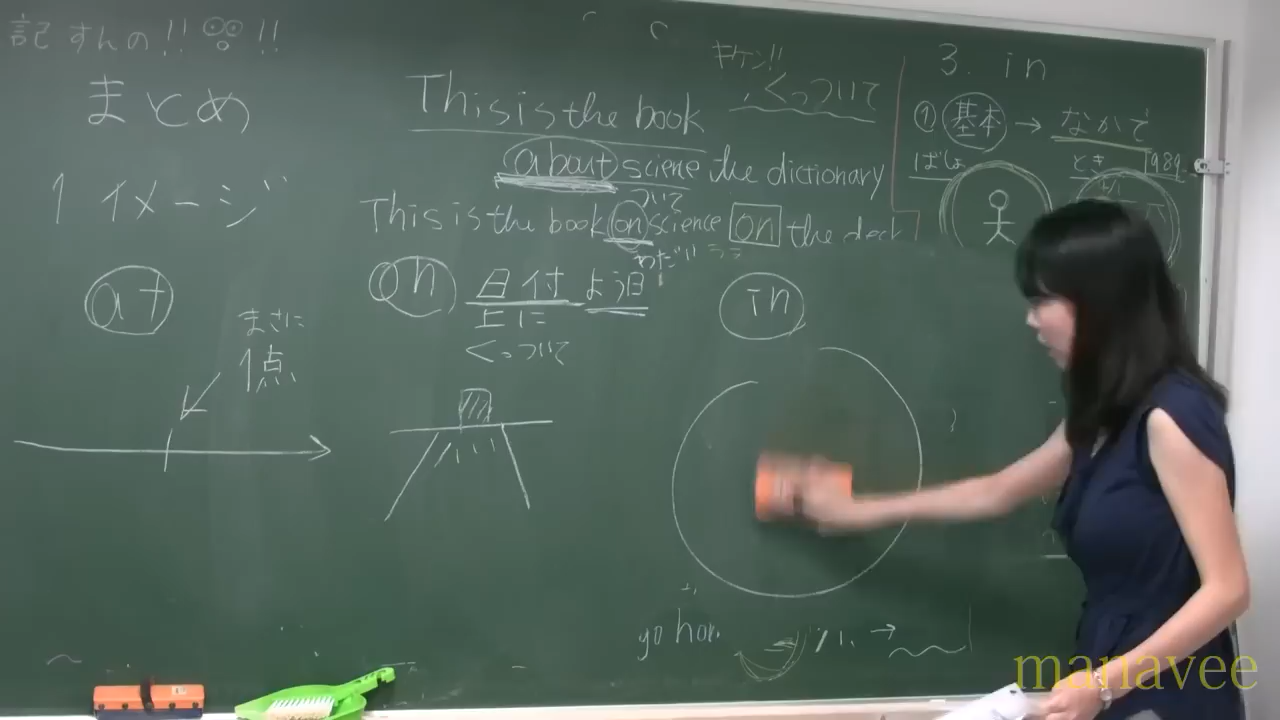 記 すんの!! !!
まとめ
1 イメージ
at
まさに
1点
This is the book
about science the dictionary
ついて
This is the book on science on the deck
on 日付 よう日
上に
くっついて
in
キケン!!
くっついて
3. in
① 基本 → なかで
ばしょ
とき 1989
go hom
→
manavee